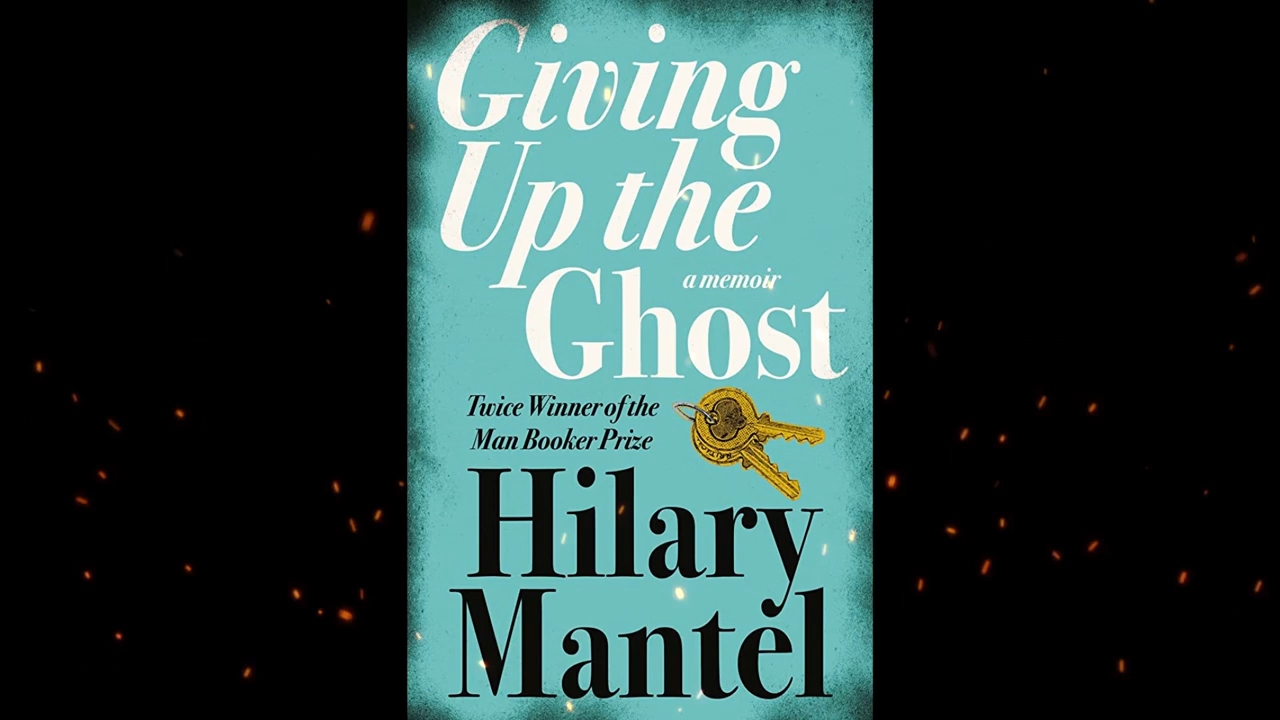 Giving
Up the
a memoir
Ghost
Twice Winner of the
Man Booker Prize
Hilary
Mantel